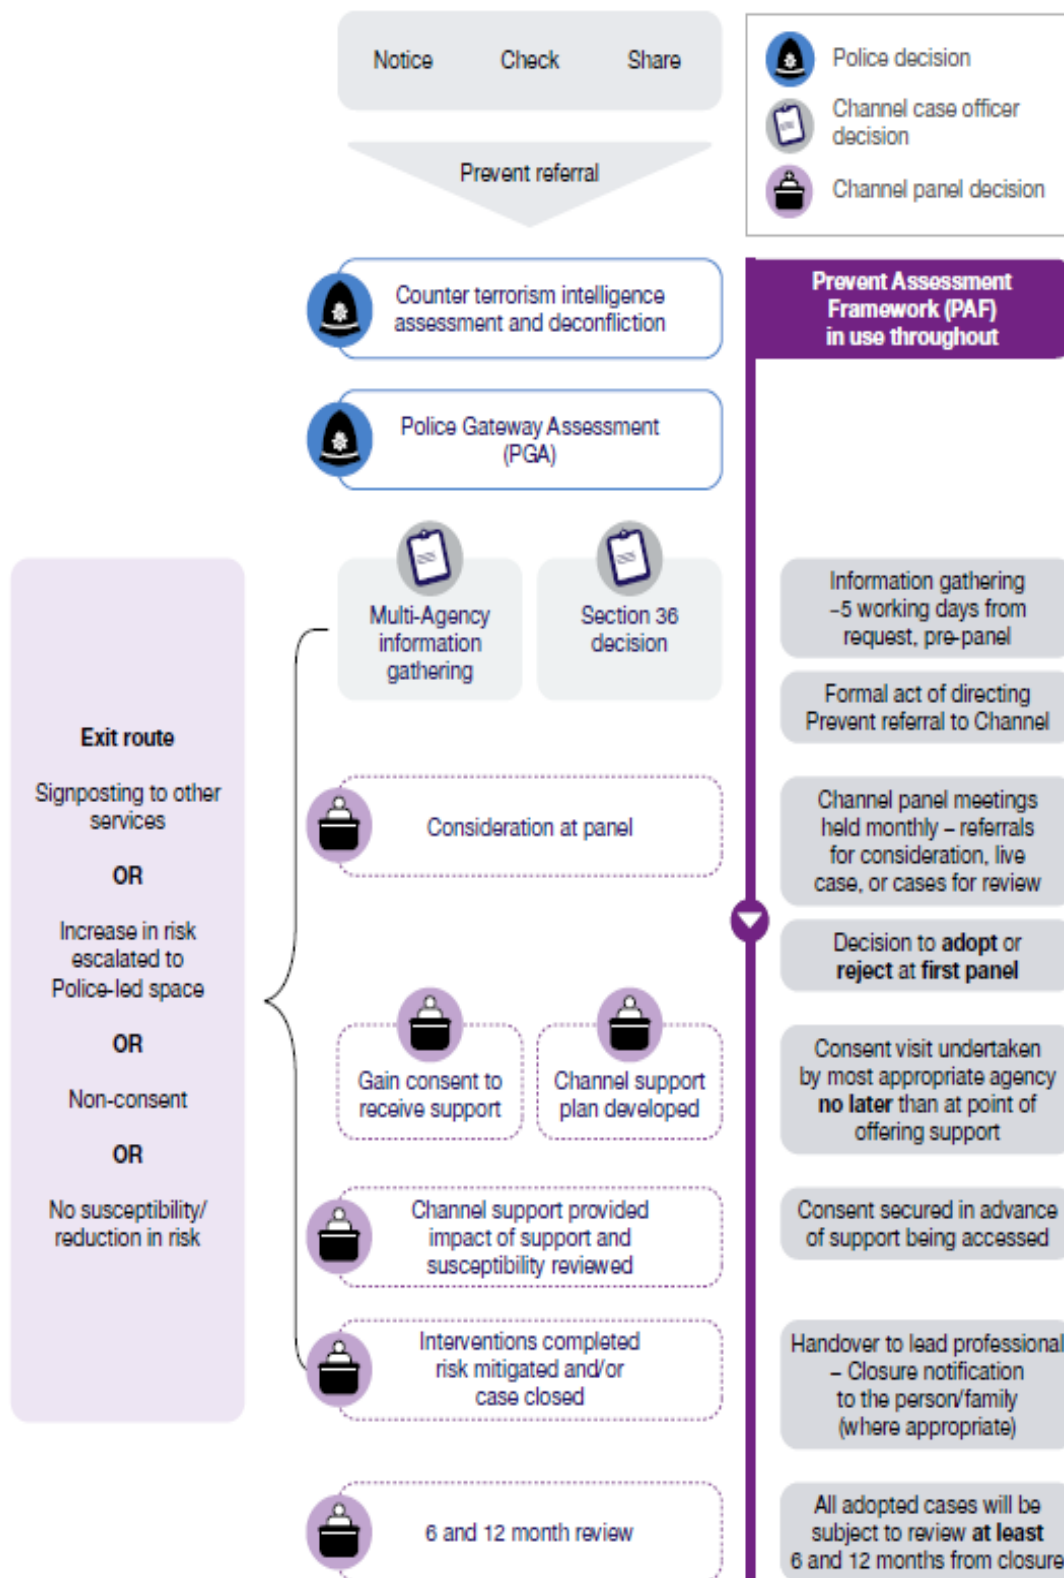 Notice Check Share
Prevent referral
Police decision
Channel case officer
decision
Channel panel decision
Counter terrorism intelligence
assessment and deconfliction
Police Gateway Assessment
(PGA)
Prevent Assessment
Framework (PAF)
in use throughout
Exit route
Signposting to other
services
OR
Increase in risk
escalated to
Police-led space
OR
Non-consent
OR
No susceptibility/
reduction in risk
Multi-Agency
information
gathering
Section 36
decision
Information gathering
–5 working days from
request, pre-panel
Formal act of directing
Prevent referral to Channel
Consideration at panel
Channel panel meetings
held monthly – referrals
for consideration, live
case, or cases for review
Decision to adopt or
reject at first panel
Gain consent to
receive support
Channel support
plan developed
Consent visit undertaken
by most appropriate agency
no later than at point of
offering support
Channel support provided
impact of support and
susceptibility reviewed
Consent secured in advance
of support being accessed
Interventions completed
risk mitigated and/or
case closed
Handover to lead professional
– Closure notification
to the person/family
(where appropriate)
6 and 12 month review
All adopted cases will be
subject to review at least
6 and 12 months from closure